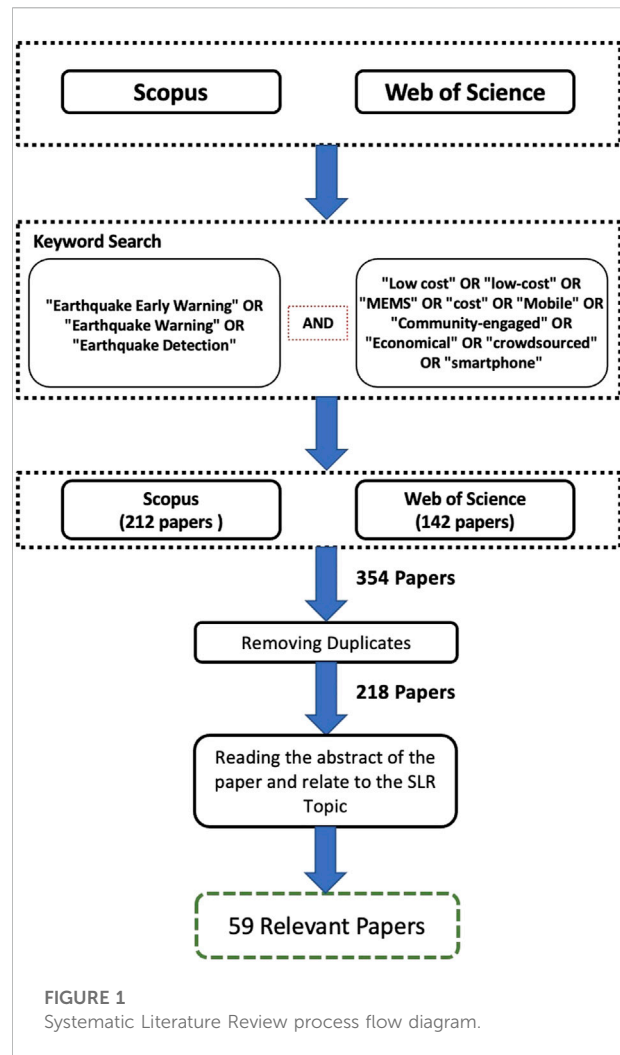 Scopus
Web of Science
Keyword Search
"Earthquake Early Warning" OR
"Earthquake Warning" OR
"Earthquake Detection"
AND
"Low cost" OR "low-cost" OR
"MEMS" OR "cost" OR "Mobile" OR
"Community-engaged" OR
"Economical" OR "crowdsourced"
OR "smartphone"
Scopus
(212 papers )
Web of Science
(142 papers)
354 Papers
Removing Duplicates
218 Papers
Reading the abstract of the
paper and relate to the SLR
Topic
59 Relevant Papers
FIGURE 1
Systematic Literature Review process flow diagram.